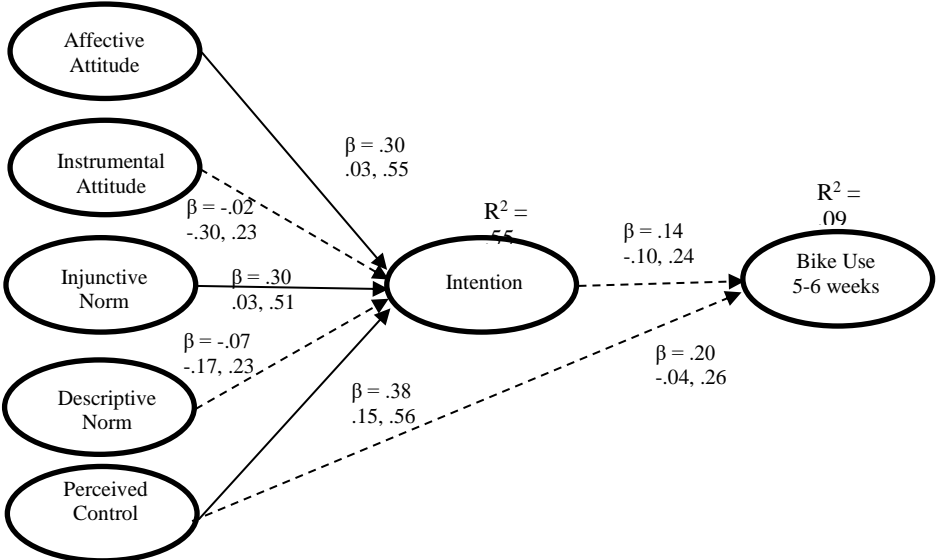 Affective
Attitude
β = .30
.03, .55
Instrumental
Attitude
β = -.02
-.30, .23
R² =
R² =
09
β = .14
-.10, .24
Injunctive
Norm
β = .30
.03, .51
Intention
Bike Use
5-6 weeks
β = -.07
-.17, .23
β = .20
-.04, .26
Descriptive
Norm
β = .38
.15, .56
Perceived
Control